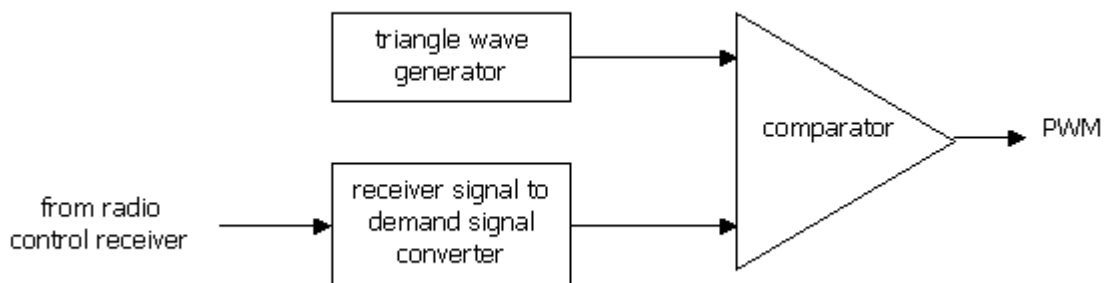 triangle wave
generator
comparator
PWM
from radio
control receiver
receiver signal to
demand signal
converter